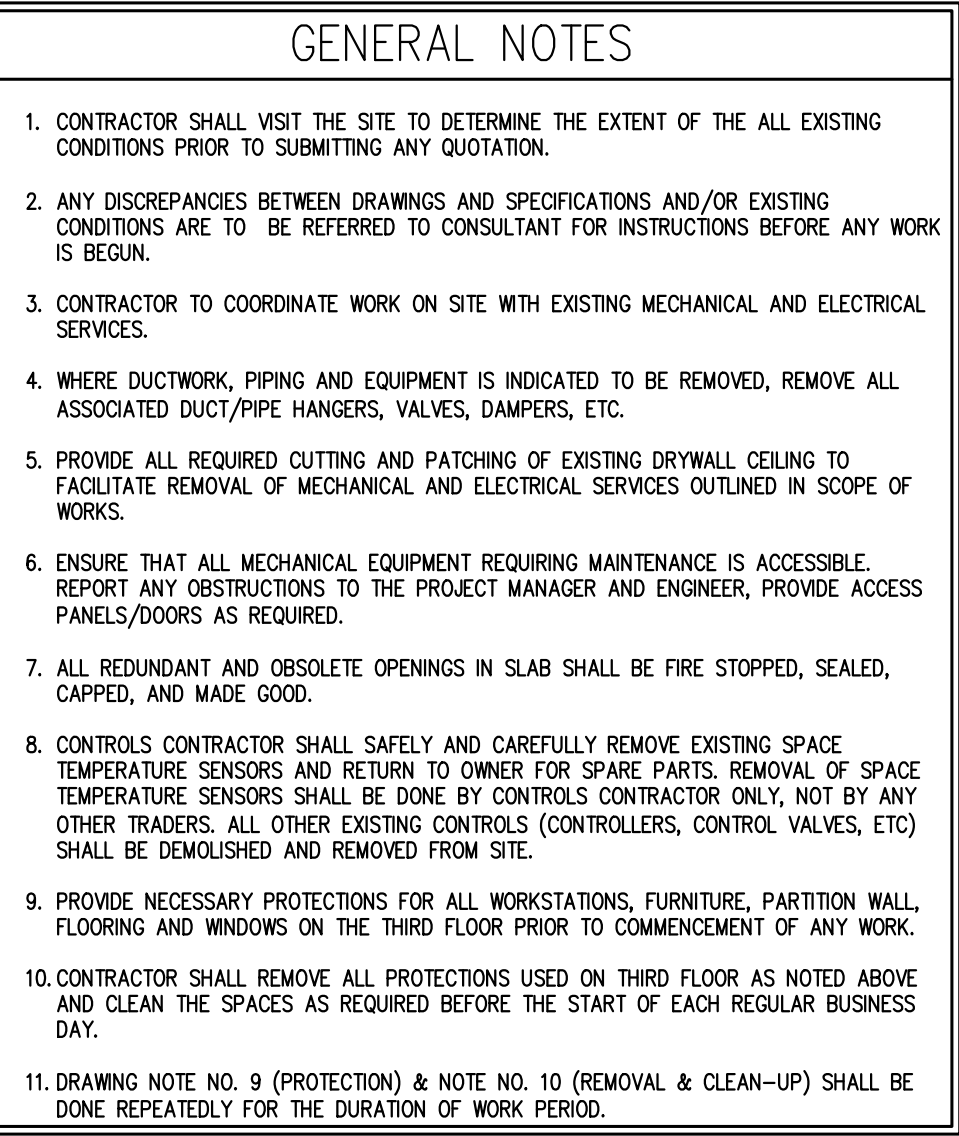 GENERAL NOTES
1. CONTRACTOR SHALL VISIT THE SITE TO DETERMINE THE EXTENT OF THE ALL EXISTING
CONDITIONS PRIOR TO SUBMITTING ANY QUOTATION.
2. ANY DISCREPANCIES BETWEEN DRAWINGS AND SPECIFICATIONS AND/OR EXISTING
CONDITIONS ARE TO BE REFERRED TO CONSULTANT FOR INSTRUCTIONS BEFORE ANY WORK
IS BEGUN.
3. CONTRACTOR TO COORDINATE WORK ON SITE WITH EXISTING MECHANICAL AND ELECTRICAL
SERVICES.
4. WHERE DUCTWORK, PIPING AND EQUIPMENT IS INDICATED TO BE REMOVED, REMOVE ALL
ASSOCIATED DUCT/PIPE HANGERS, VALVES, DAMPERS, ETC.
5. PROVIDE ALL REQUIRED CUTTING AND PATCHING OF EXISTING DRYWALL CEILING TO
FACILITATE REMOVAL OF MECHANICAL AND ELECTRICAL SERVICES OUTLINED IN SCOPE OF
WORKS.
6. ENSURE THAT ALL MECHANICAL EQUIPMENT REQUIRING MAINTENANCE IS ACCESSIBLE.
REPORT ANY OBSTRUCTIONS TO THE PROJECT MANAGER AND ENGINEER, PROVIDE ACCESS
PANELS/DOORS AS REQUIRED.
7. ALL REDUNDANT AND OBSOLETE OPENINGS IN SLAB SHALL BE FIRE STOPPED, SEALED,
CAPPED, AND MADE GOOD.
8. CONTROLS CONTRACTOR SHALL SAFELY AND CAREFULLY REMOVE EXISTING SPACE
TEMPERATURE SENSORS AND RETURN TO OWNER FOR SPARE PARTS. REMOVAL OF SPACE
TEMPERATURE SENSORS SHALL BE DONE BY CONTROLS CONTRACTOR ONLY, NOT BY ANY
OTHER TRADERS. ALL OTHER EXISTING CONTROLS (CONTROLLERS, CONTROL VALVES, ETC)
SHALL BE DEMOLISHED AND REMOVED FROM SITE.
9. PROVIDE NECESSARY PROTECTIONS FOR ALL WORKSTATIONS, FURNITURE, PARTITION WALL,
FLOORING AND WINDOWS ON THE THIRD FLOOR PRIOR TO COMMENCEMENT OF ANY WORK.
10. CONTRACTOR SHALL REMOVE ALL PROTECTIONS USED ON THIRD FLOOR AS NOTED ABOVE
AND CLEAN THE SPACES AS REQUIRED BEFORE THE START OF EACH REGULAR BUSINESS
DAY.
11. DRAWING NOTE NO. 9 (PROTECTION) & NOTE NO. 10 (REMOVAL & CLEAN-UP) SHALL BE
DONE REPEATEDLY FOR THE DURATION OF WORK PERIOD.